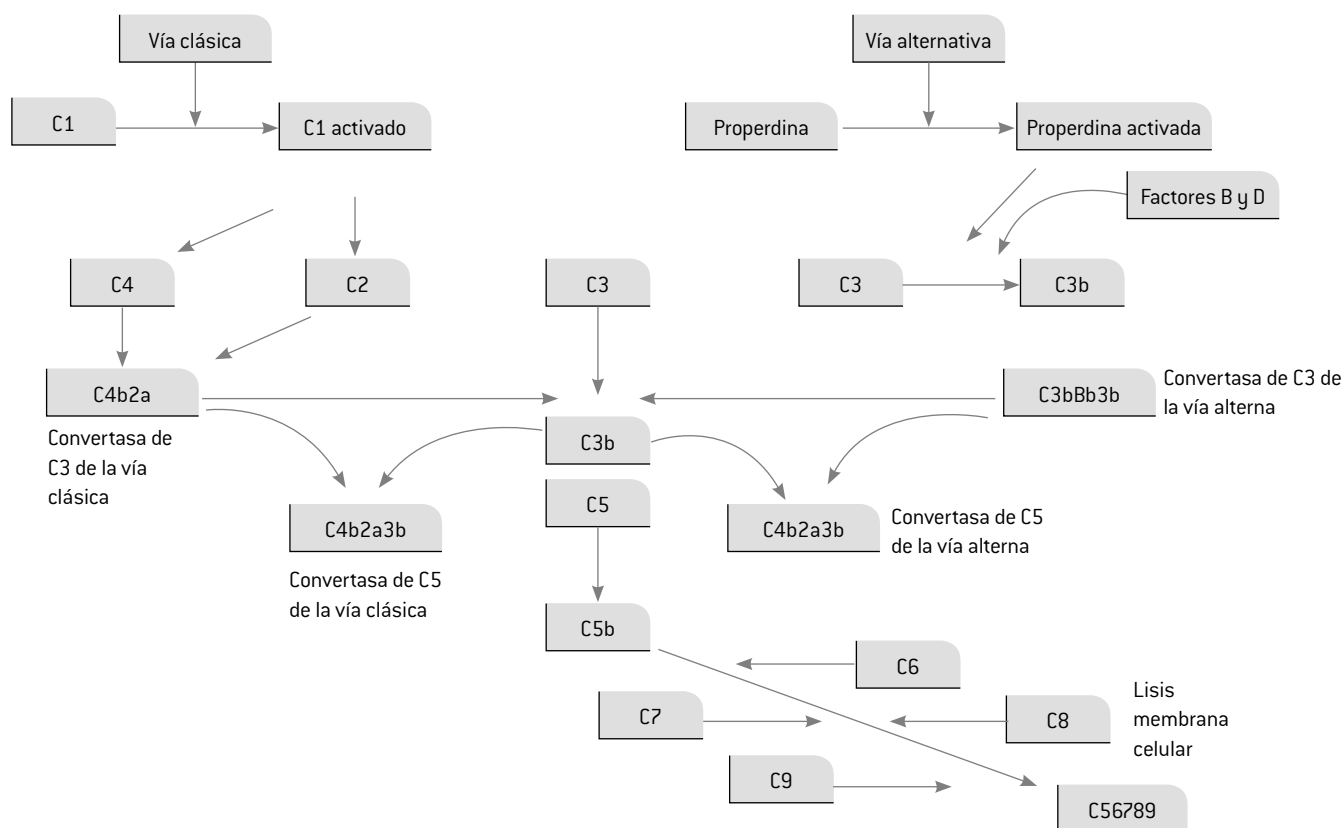 Vía clásica
Vía alternativa
C1
C1 activado
Properdina
Properdina activada
Factores B y D
C4
C2
C3
C3
C3b
C4b2a
Convertasa de
C3 de la vía
clásica
C3bBb3b
Convertasa de C3 de
la vía alterna
C3b
C4b2a3b
Convertasa de C5
de la vía clásica
C5
C4b2a3b
Convertasa de C5
de la vía alterna
C5b
C6
C7
C8
Lisis
membrana
celular
C9
C56789